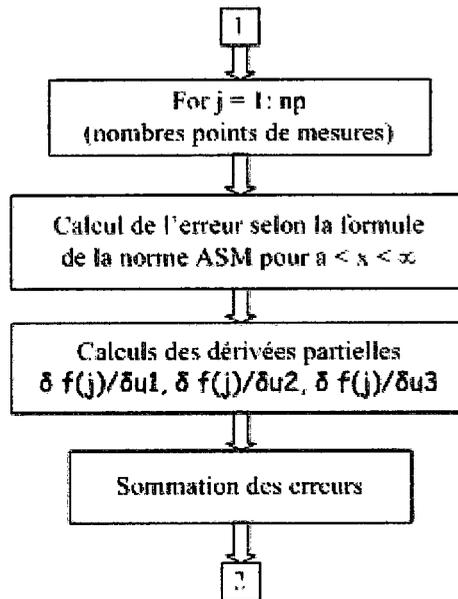 1
For j = 1: np
(nombres points de mesures)
Calcul de l'erreur selon la formule
de la norme ASM pour a < x < ∞
Calculs des dérivées partielles
δ f(j)/δu1, δ f(j)/δu2, δ f(j)/δu3
Sommation des erreurs
2